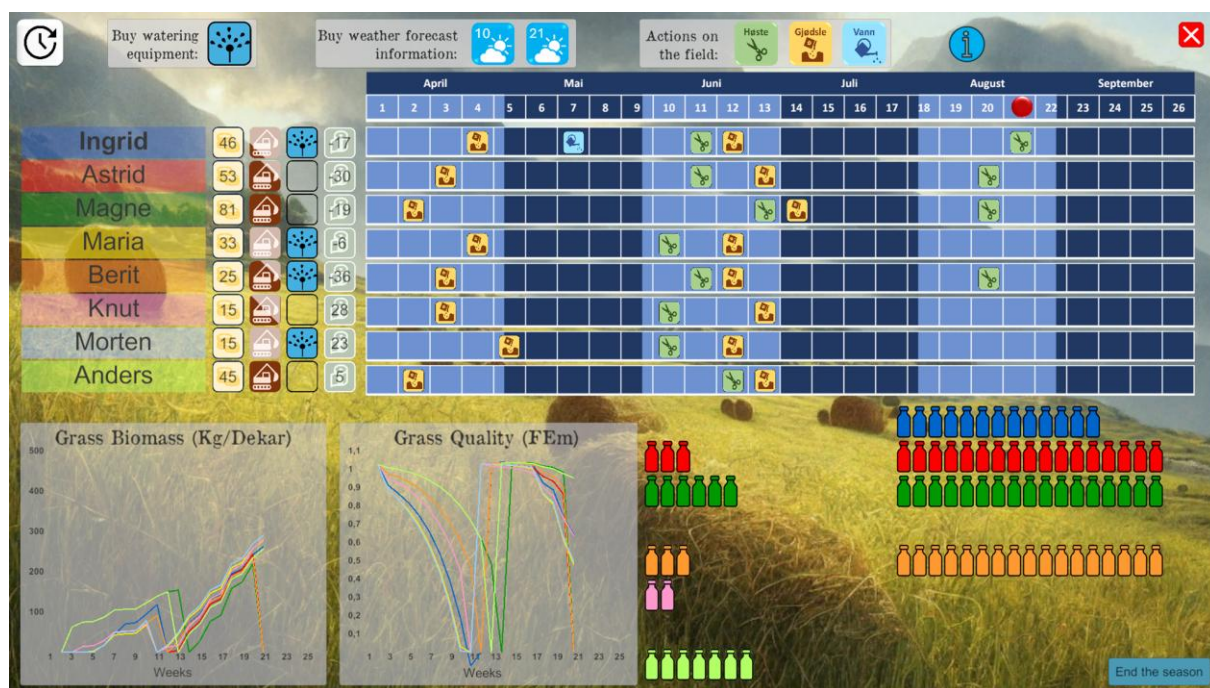 Buy watering
equipment:
Buy weather forecast
information:
10
21
Actions on
the field:
Høste
Gjødsle
Vann
i
April Mai Juni Juli August September
1 2 3 4 5 6 7 8 9 10 11 12 13 14 15 16 17 18 19 20 22 23 24 25 26
Ingrid 46 -17
Astrid 53 -30
Magne 81 -19
Maria 33 -6
Berit 25 -36
Knut 15 28
Morten 15 23
Anders 45 5
Grass Biomass (Kg/Dekar)
500
400
300
200
100
1 3 5 7 9 11 13 15 17 19 21 23 25
Weeks
Grass Quality (FEm)
1,1
0,9
0,8
0,7
0,6
0,5
0,4
0,3
0,2
0,1
1 3 5 7 9 11 13 15 17 19 21 23 25
Weeks
End the season